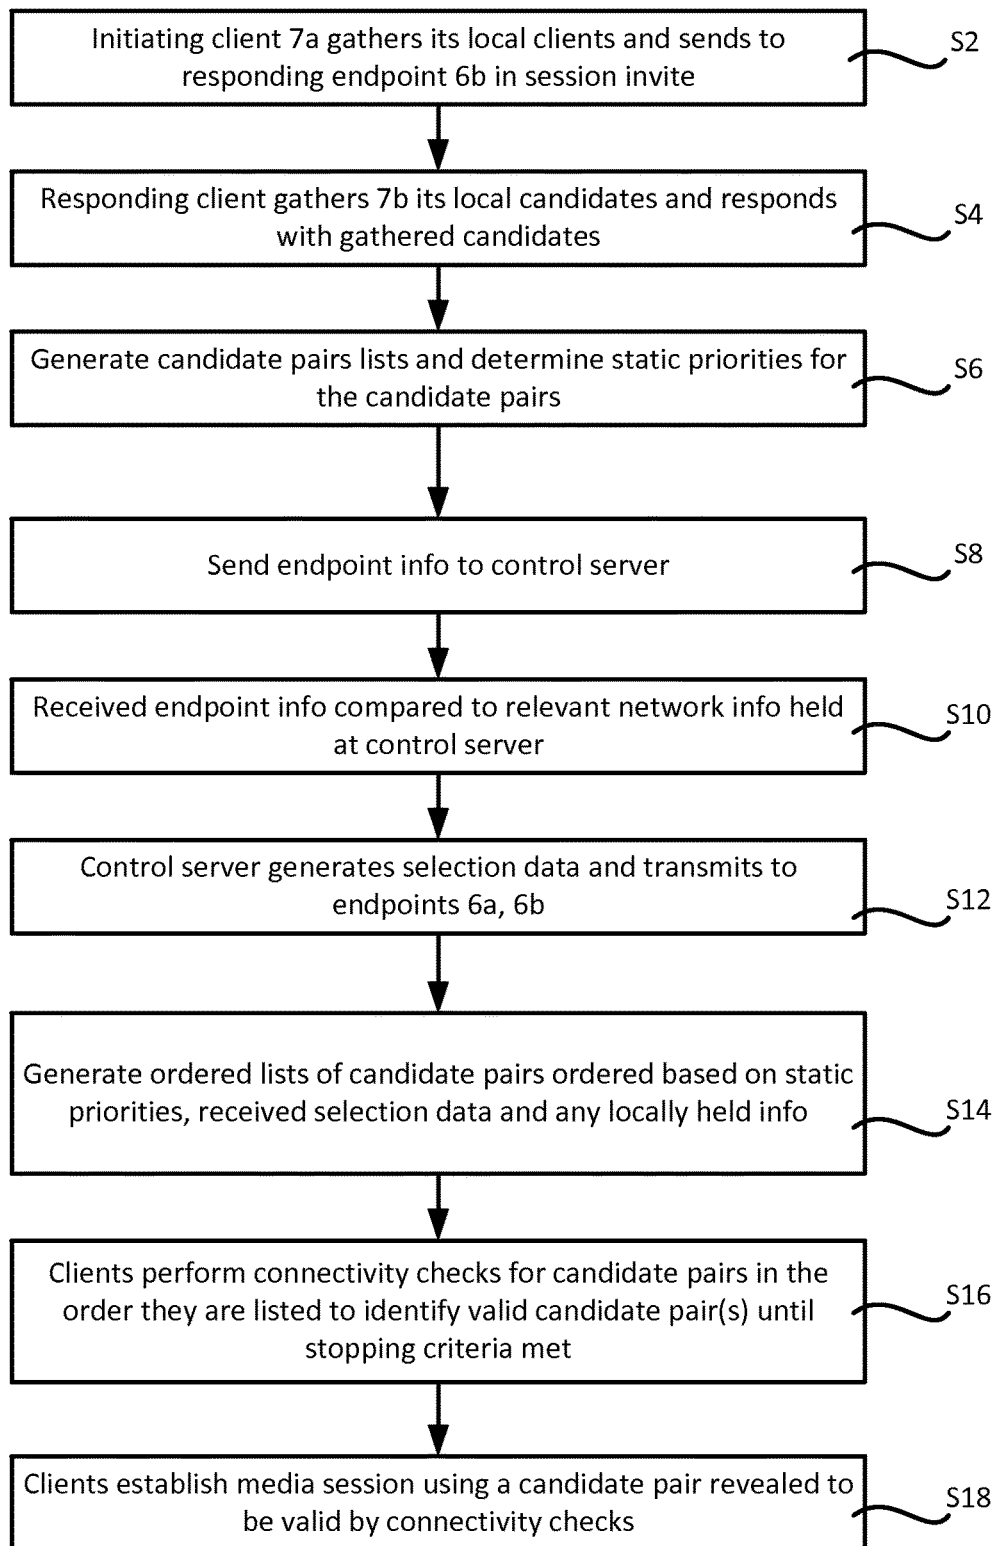 Initiating client 7a gathers its local clients and sends to
responding endpoint 6b in session invite
S2
Responding client gathers 7b its local candidates and responds
with gathered candidates
S4
Generate candidate pairs lists and determine static priorities for
the candidate pairs
S6
Send endpoint info to control server
S8
Received endpoint info compared to relevant network info held
at control server
S10
Control server generates selection data and transmits to
endpoints 6a, 6b
S12
Generate ordered lists of candidate pairs ordered based on static
priorities, received selection data and any locally held info
S14
Clients perform connectivity checks for candidate pairs in the
order they are listed to identify valid candidate pair(s) until
stopping criteria met
S16
Clients establish media session using a candidate pair revealed to
be valid by connectivity checks
S18